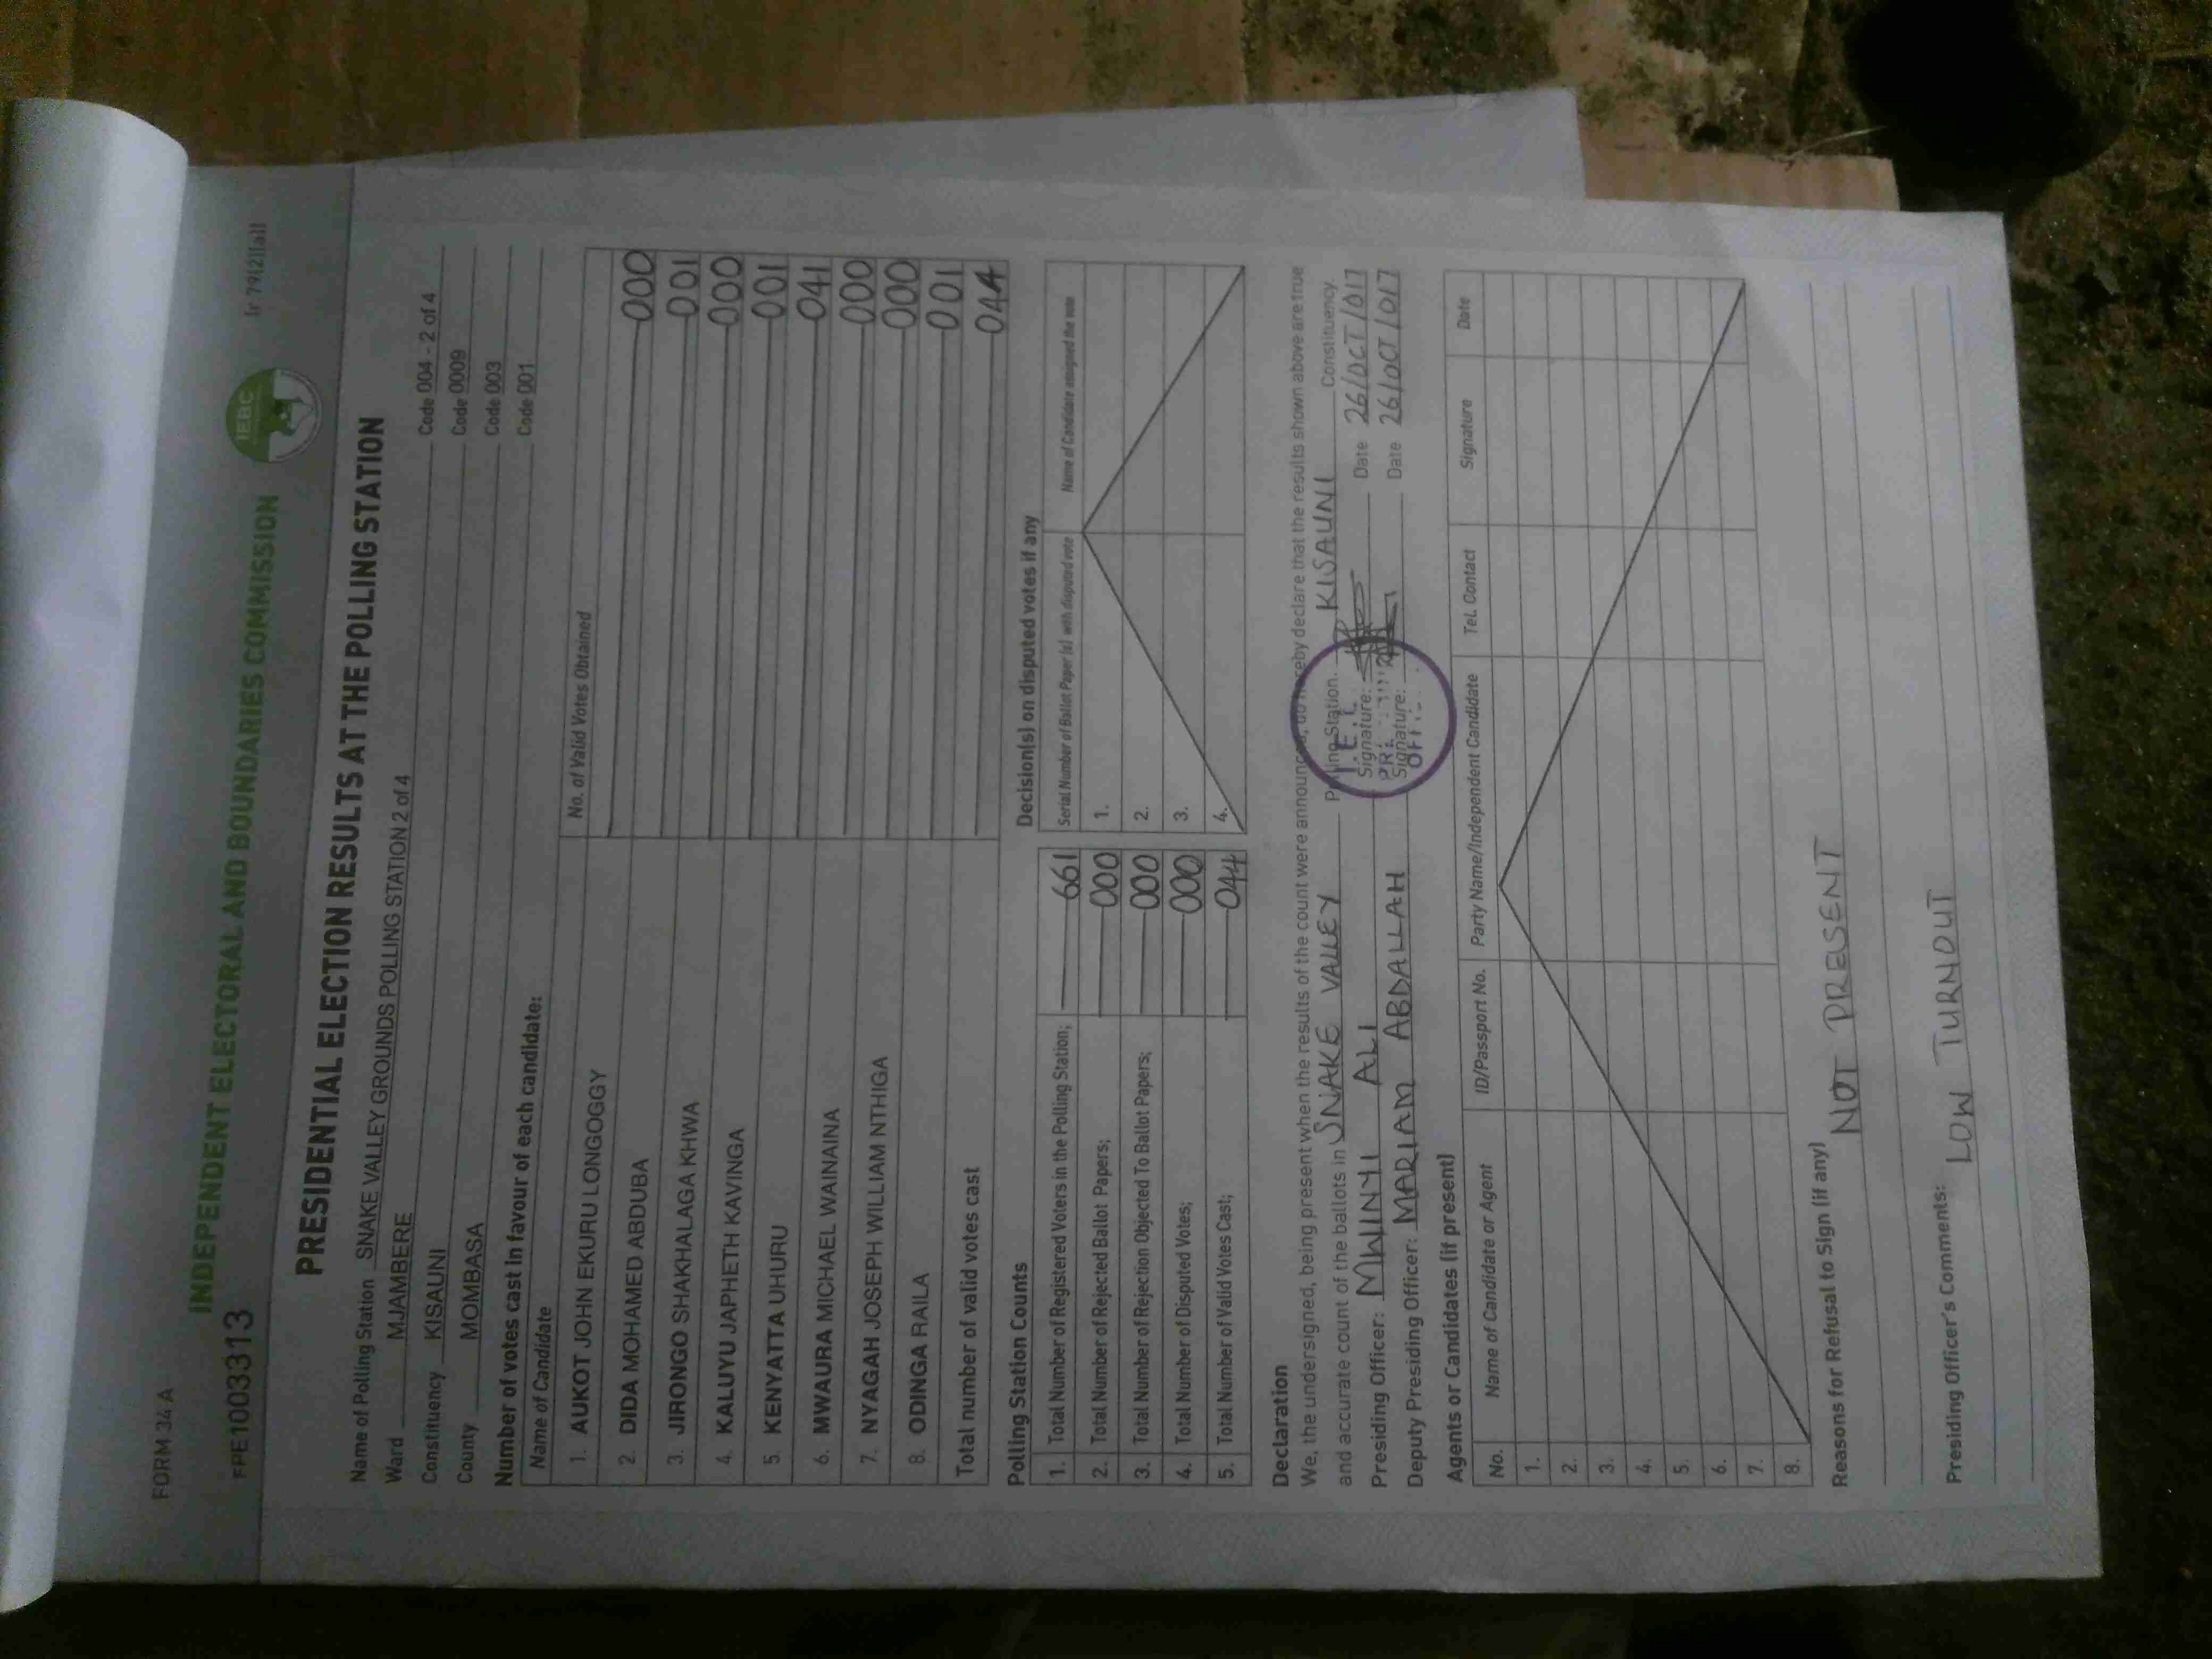 FORM 34 A
INDEPENDENT ELECTORAL AND BOUNDARIES COMMISSION
IEBC
[r 79(2)(a)]
FPE1003313
PRESIDENTIAL ELECTION RESULTS AT THE POLLING STATION
Name of Polling Station SNAKE VALLEY GROUNDS POLLING STATION 2 of 4 Code 004 - 2 of 4
Ward MJAMBERE Code 0009
Constituency KISAUNI Code 003
County MOMBASA Code 001
Number of votes cast in favour of each candidate:
Name of Candidate No. of Valid Votes Obtained
1. AUKOT JOHN EKURU LONGOGGY 000
2. DIDA MOHAMED ABDUBA 001
3. JIRONGO SHAKHALAGA KHWA 000
4. KALUYU JAPHETH KAVINGA 001
5. KENYATTA UHURU 041
6. MWAURA MICHAEL WAINAINA 000
7. NYAGAH JOSEPH WILLIAM NTHIGA 000
8. ODINGA RAILA 001
Total number of valid votes cast 044
Polling Station Counts
1. Total Number of Registered Voters in the Polling Station; 661
2. Total Number of Rejected Ballot Papers; 000
3. Total Number of Rejection Objected To Ballot Papers; 000
4. Total Number of Disputed Votes; 000
5. Total Number of Valid Votes Cast; 044
Decision(s) on disputed votes if any
Serial Number of Ballot Paper (s) with disputed vote Name of Candidate assigned the vote
1.
2.
3.
4.
Declaration
We, the undersigned, being present when the results of the count were announced, do hereby declare that the results shown above are true
and accurate count of the ballots in SNAKE VALLEY Polling Station. KISAUNI Constituency.
Presiding Officer: MWINYI ALI Signature: Date 26/OCT/017
Deputy Presiding Officer: MARIAM ABDALLAH Signature: Date 26/OCT/017
Agents or Candidates (if present)
No. Name of Candidate or Agent ID/Passport No. Party Name/Independent Candidate Tel. Contact Signature Date
1.
2.
3.
4.
5.
6.
7.
8.
Reasons for Refusal to Sign (if any)
NOT PRESENT
Presiding Officer's Comments:
LOW TURNOUT